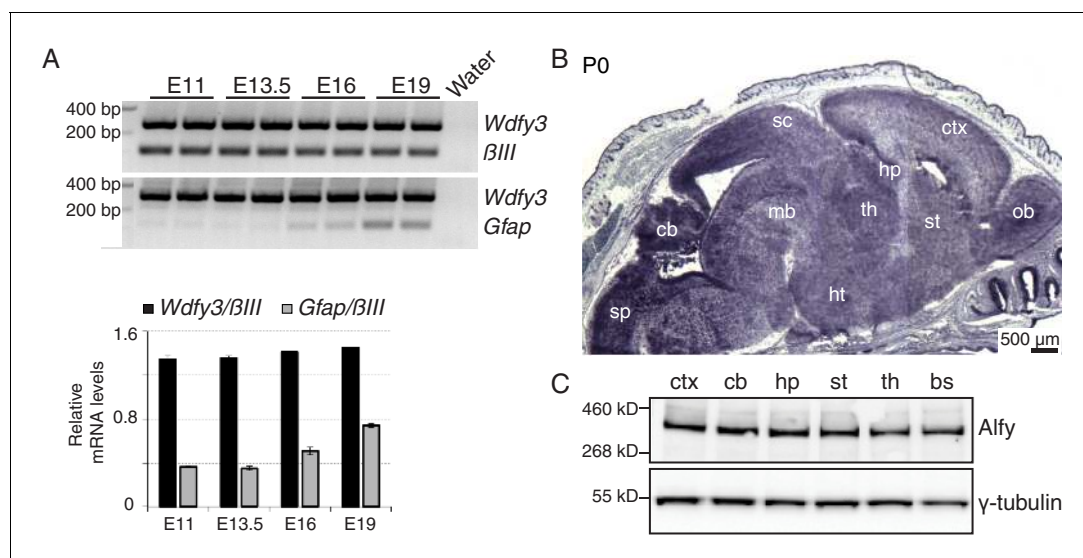 A
E11 E13.5 E16 E19 Water
400 bp
200 bp
Wdfy3
ßIII
400 bp
200 bp
Wdfy3
Gfap
Wdfy3/ßIII Gfap/ßIII
Relative
mRNA levels
1.6
0.8
0
E11 E13.5 E16 E19
B P0
sc
ctx
hp
mb
th
st
ob
cb
ht
sp
500 µm
C
ctx cb hp st th bs
460 kD
268 kD
Alfy
55 kD
γ-tubulin